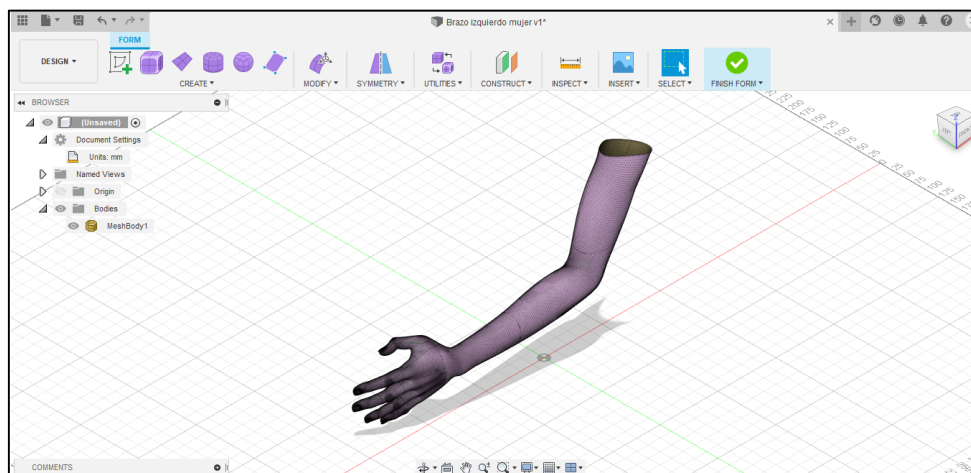 Brazo izquierdo mujer v1*
FORM
DESIGN
CREATE
MODIFY
SYMMETRY
UTILITIES
CONSTRUCT
INSPECT
INSERT
SELECT
FINISH FORM
BROWSER
(Unsaved)
Document Settings
Units: mm
Named Views
Origin
Bodies
MeshBody1
COMMENTS